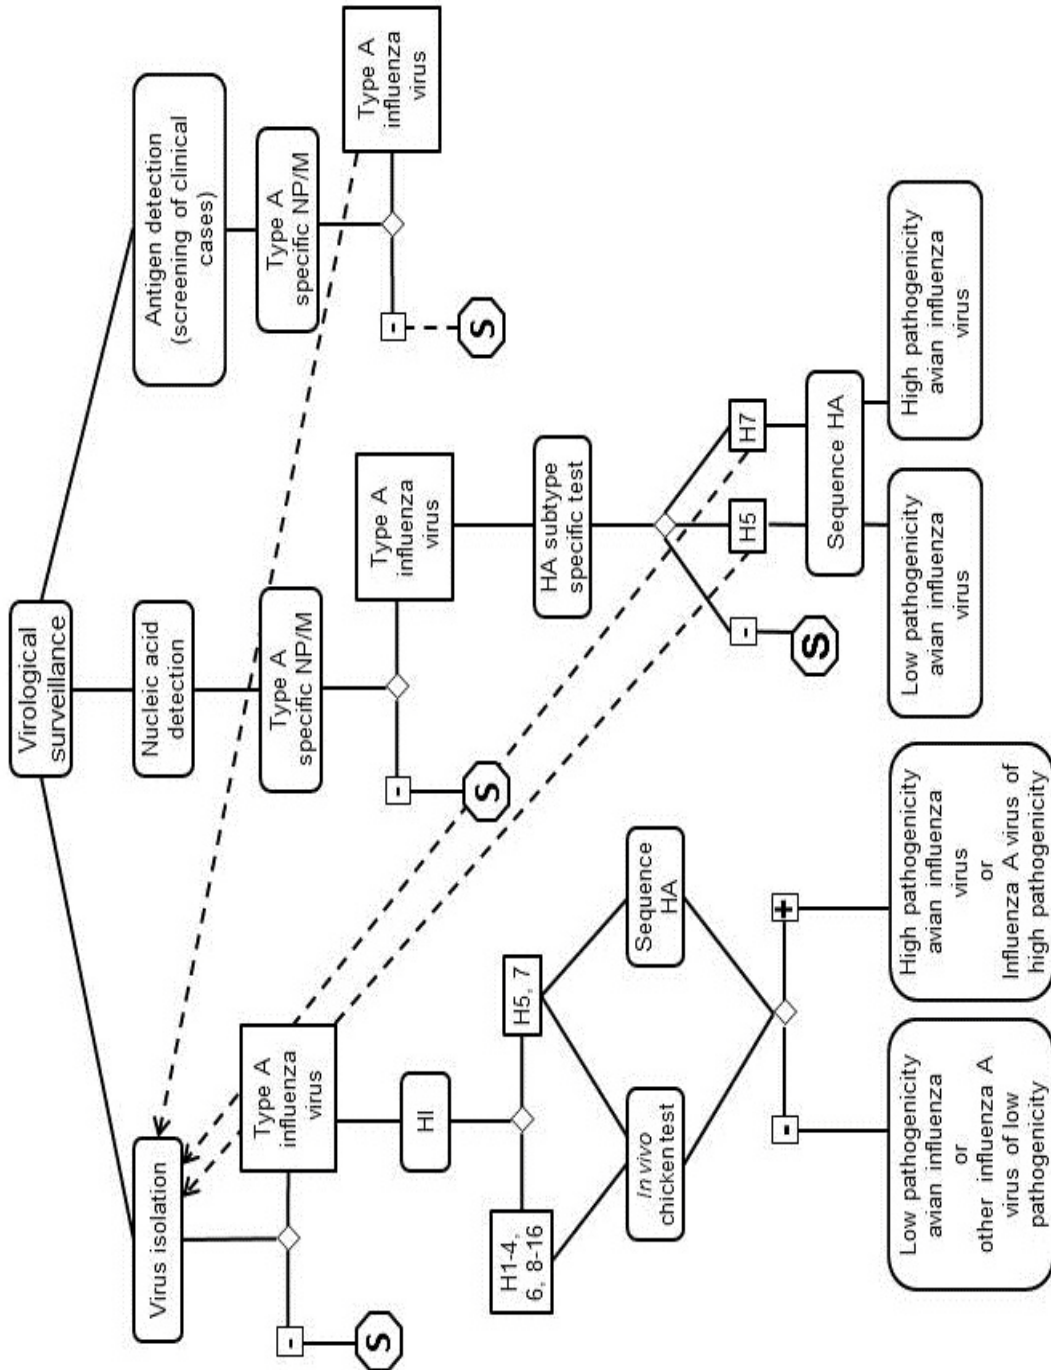 Virological
surveillance
Virus isolation
Nucleic acid
detection
Antigen detection
(screening of clinical
cases)
Type A
influenza
virus
-
S
HI
H1-4,
6, 8-16
H5, 7
In vivo
chicken test
Sequence
HA
-
+
Low pathogenicity
avian influenza
or
other influenza A
virus of low
pathogenicity
High pathogenicity
avian influenza
virus
or
Influenza A virus of
high pathogenicity
Type A
specific NP/M
-
S
Type A
influenza
virus
HA subtype
specific test
-
S
H5
H7
Sequence HA
Low pathogenicity
avian influenza
virus
High pathogenicity
avian influenza
virus
Type A
specific NP/M
-
S
Type A
influenza
virus